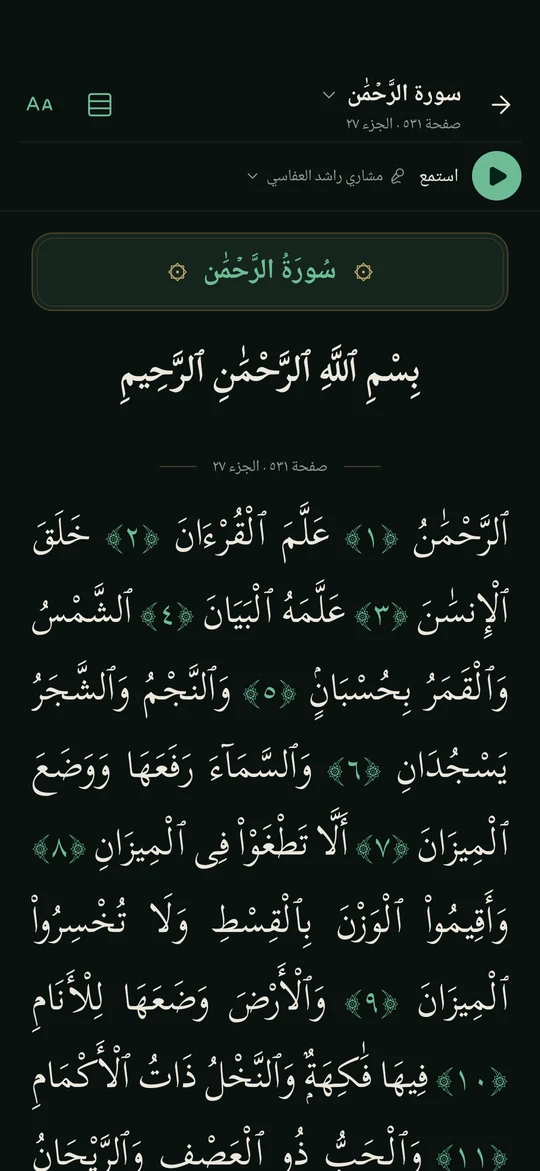 سورة الرَّحۡمَٰن
صفحة ٥٣١ . الجزء ٢٧
AA
استمع
مشاري راشد العفاسي
سُورَةُ الرَّحۡمَٰن
بِسْمِ ٱللَّهِ ٱلرَّحْمَٰنِ ٱلرَّحِيمِ
صفحة ٥٣١ . الجزء ٢٧
ٱلرَّحْمَٰنُ ﴿١﴾ عَلَّمَ ٱلْقُرْءَانَ ﴿٢﴾ خَلَقَ
ٱلْإِنسَٰنَ ﴿٣﴾ عَلَّمَهُ ٱلْبَيَانَ ﴿٤﴾ ٱلشَّمْسُ
وَٱلْقَمَرُ بِحُسْبَانٍۢ ﴿٥﴾ وَٱلنَّجْمُ وَٱلشَّجَرُ
يَسْجُدَانِ ﴿٦﴾ وَٱلسَّمَآءَ رَفَعَهَا وَوَضَعَ
ٱلْمِيزَانَ ﴿٧﴾ أَلَّا تَطْغَوْا۟ فِى ٱلْمِيزَانِ ﴿٨﴾
وَأَقِيمُوا۟ ٱلْوَزْنَ بِٱلْقِسْطِ وَلَا تُخْسِرُوا۟
ٱلْمِيزَانَ ﴿٩﴾ وَٱلْأَرْضَ وَضَعَهَا لِلْأَنَامِ
﴿١٠﴾ فِيهَا فَٰكِهَةٌۭ وَٱلنَّخْلُ ذَاتُ ٱلْأَكْمَامِ
﴿١١﴾ وَٱلْحَبُّ ذُو ٱلْعَصْفِ وَٱلرَّيْحَانُ